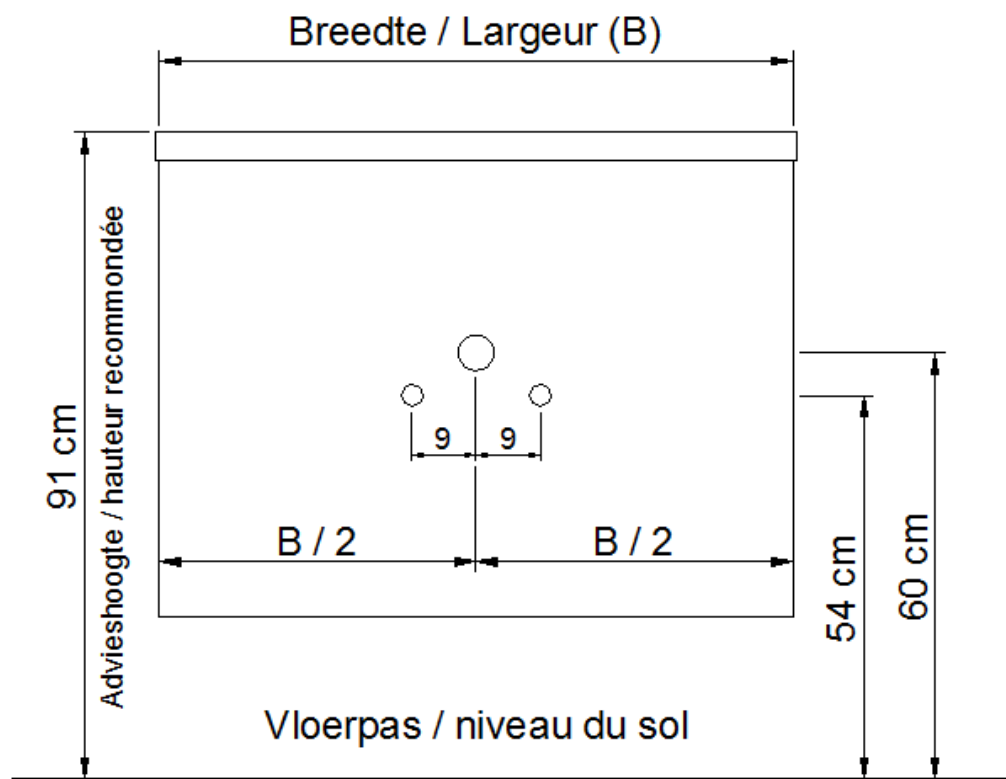 Breedte / Largeur (B)
91 cm
Advieshoogte / hauteur recommondée
9
9
B / 2
B / 2
54 cm
60 cm
Vloerpas / niveau du sol